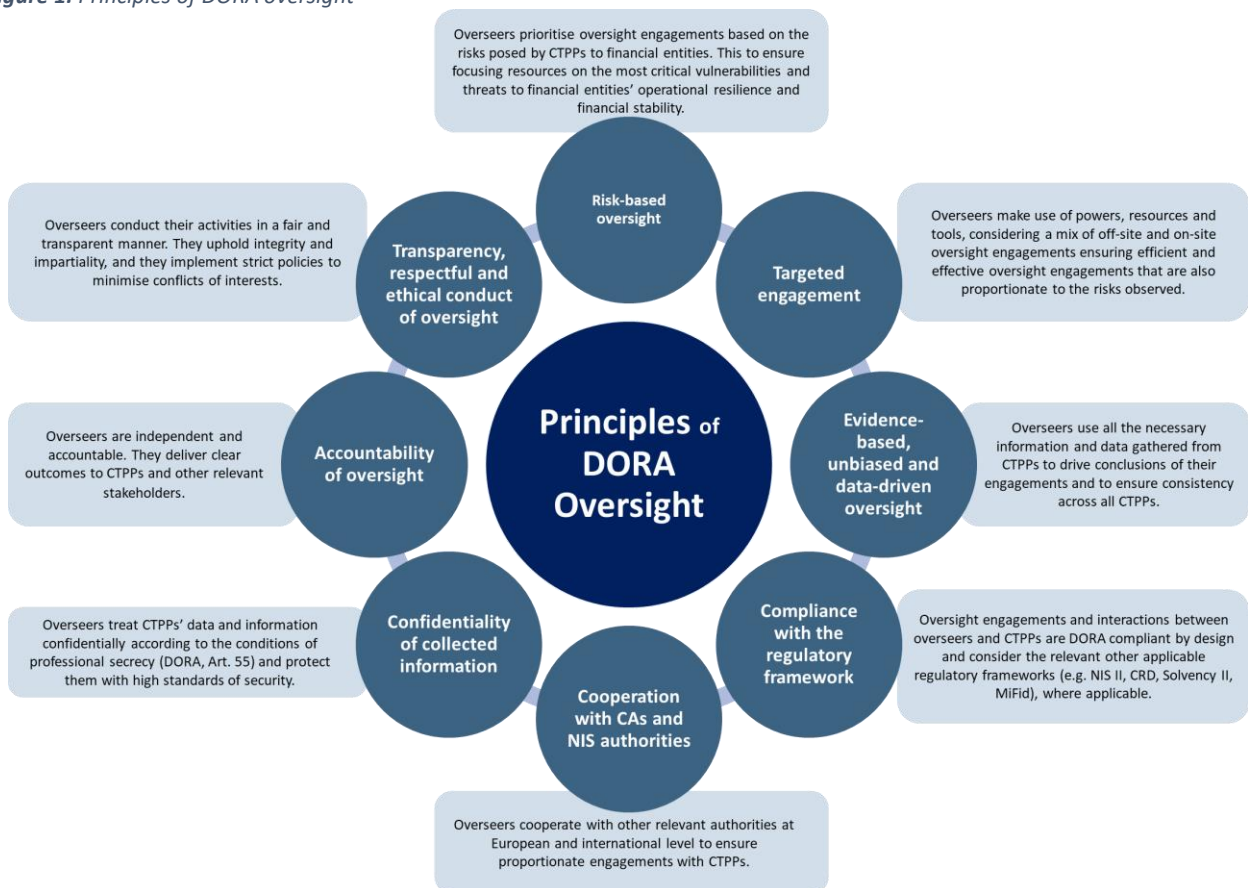 Figure 1: Principles of DORA oversight
Overseers prioritise oversight engagements based on the
risks posed by CTPPs to financial entities. This to ensure
focusing resources on the most critical vulnerabilities and
threats to financial entities’ operational resilience and
financial stability.
Risk-based
oversight
Overseers make use of powers, resources and
tools, considering a mix of off-site and on-site
oversight engagements ensuring efficient and
effective oversight engagements that are also
proportionate to the risks observed.
Targeted
engagement
Overseers use all the necessary
information and data gathered from
CTPPs to drive conclusions of their
engagements and to ensure consistency
across all CTPPs.
Evidence-
based,
unbiased and
data-driven
oversight
Oversight engagements and interactions between
overseers and CTPPs are DORA compliant by design
and consider the relevant other applicable
regulatory frameworks (e.g. NIS II, CRD, Solvency II,
MiFid), where applicable.
Compliance
with the
regulatory
framework
Cooperation
with CAs and
NIS authorities
Overseers cooperate with other relevant authorities at
European and international level to ensure
proportionate engagements with CTPPs.
Confidentiality
of collected
information
Overseers treat CTPPs’ data and information
confidentially according to the conditions of
professional secrecy (DORA, Art. 55) and protect
them with high standards of security.
Accountability
of oversight
Overseers are independent and
accountable. They deliver clear
outcomes to CTPPs and other relevant
stakeholders.
Transparency,
respectful and
ethical conduct
of oversight
Overseers conduct their activities in a fair and
transparent manner. They uphold integrity and
impartiality, and they implement strict policies to
minimise conflicts of interests.
Principles of
DORA
Oversight